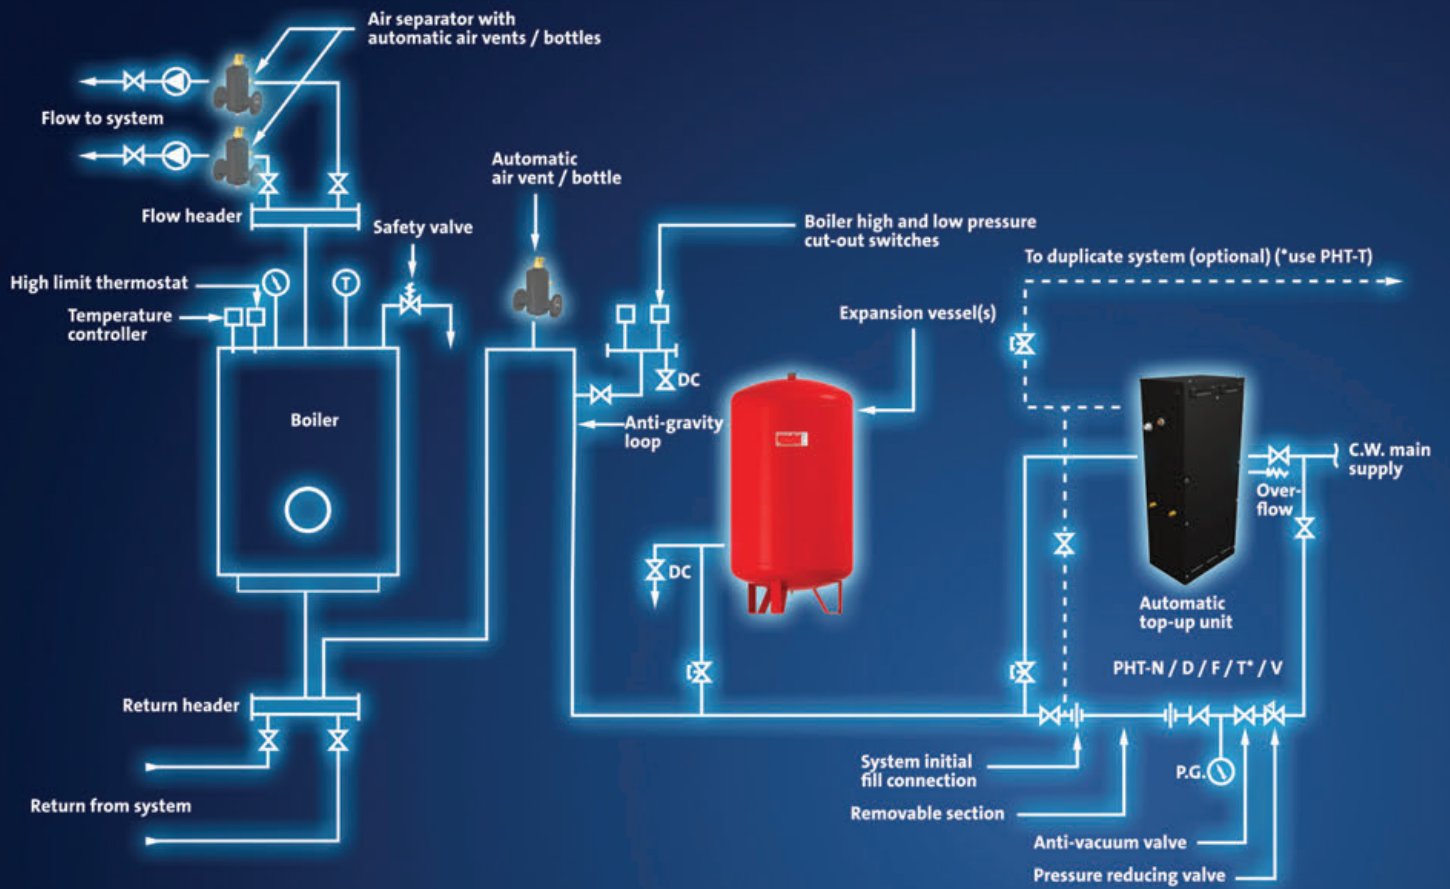 Air separator with
automatic air vents / bottles
Flow to system
Automatic
air vent / bottle
Flow header
Safety valve
Boiler high and low pressure
cut-out switches
To duplicate system (optional) (*use PHT-T)
High limit thermostat
T
Temperature
controller
Expansion vessel(s)
DC
Boiler
Anti-gravity
loop
C.W. main
supply
Over-
flow
DC
Automatic
top-up unit
PHT-N / D / F / T* / V
Return header
System initial
fill connection
P.G.
Return from system
Removable section
Anti-vacuum valve
Pressure reducing valve